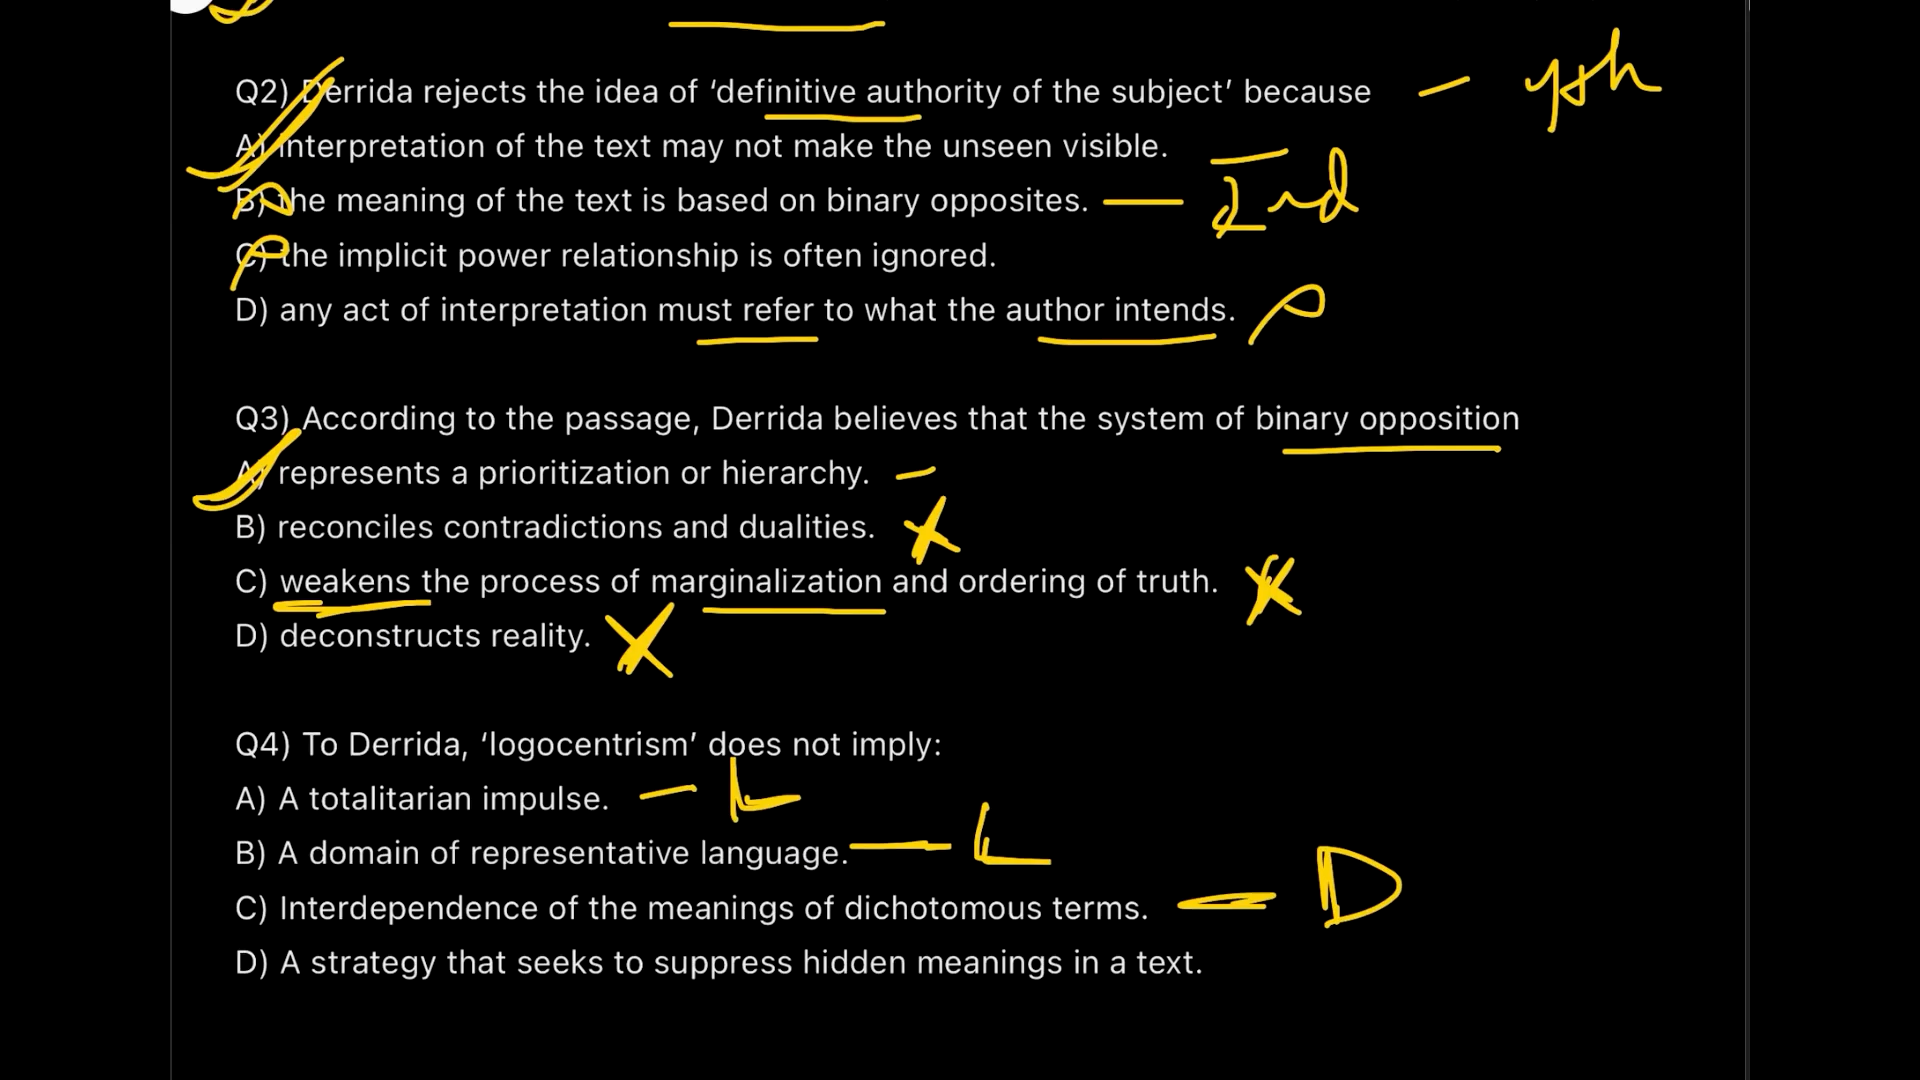 Q2) Derrida rejects the idea of ‘definitive authority of the subject’ because
A) interpretation of the text may not make the unseen visible.
B) the meaning of the text is based on binary opposites. 2nd
C) the implicit power relationship is often ignored.
D) any act of interpretation must refer to what the author intends.
Q3) According to the passage, Derrida believes that the system of binary opposition
A) represents a prioritization or hierarchy.
B) reconciles contradictions and dualities.
C) weakens the process of marginalization and ordering of truth.
D) deconstructs reality.
Q4) To Derrida, ‘logocentrism’ does not imply:
A) A totalitarian impulse. L
B) A domain of representative language. L
C) Interdependence of the meanings of dichotomous terms. D
D) A strategy that seeks to suppress hidden meanings in a text.